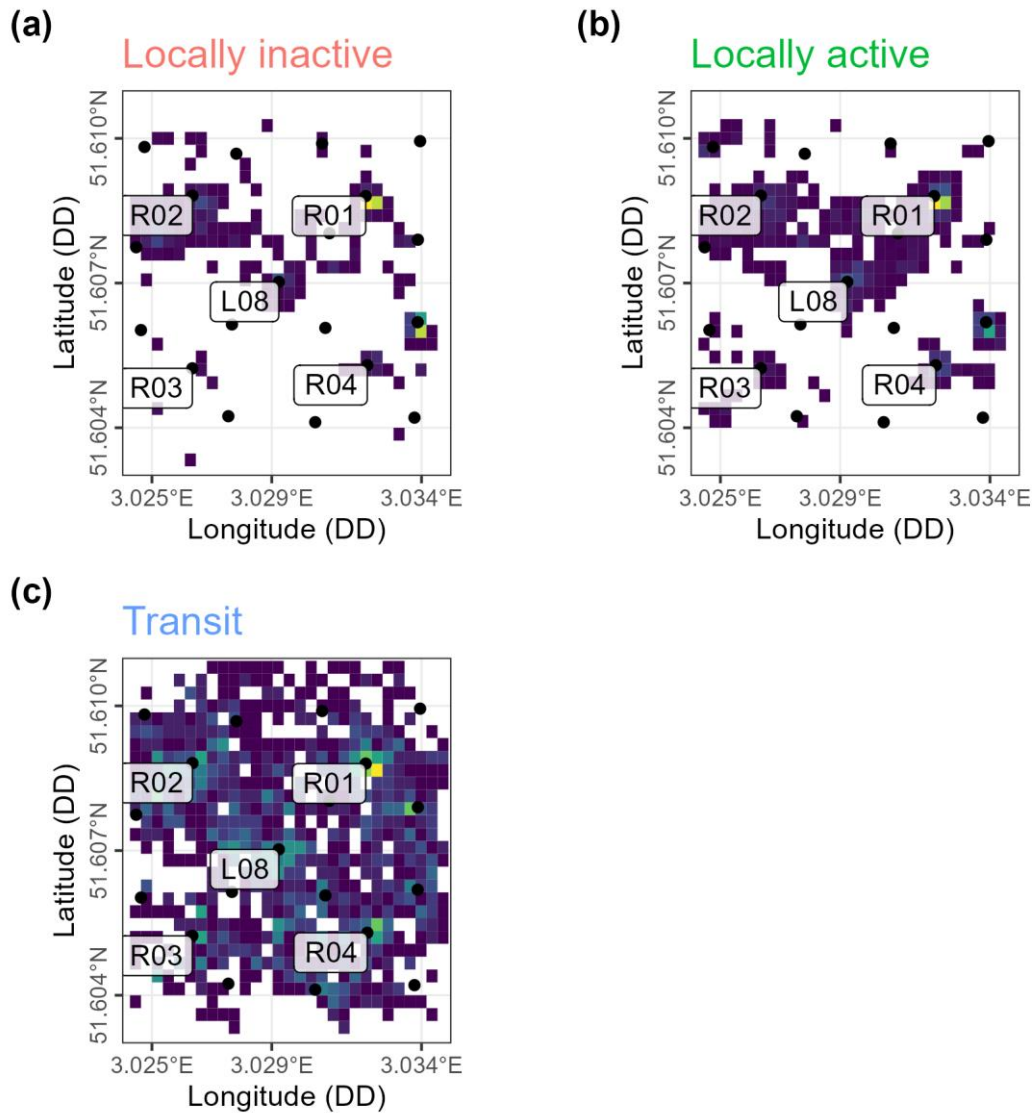 (a)
Locally inactive
51.610°N
51.607°N
51.604°N
Latitude (DD)
R02
R01
L08
R03
R04
3.025°E 3.029°E 3.034°E
Longitude (DD)
(b)
Locally active
51.610°N
51.607°N
51.604°N
Latitude (DD)
R02
R01
L08
R03
R04
3.025°E 3.029°E 3.034°E
Longitude (DD)
(c)
Transit
51.610°N
51.607°N
51.604°N
Latitude (DD)
R02
R01
L08
R03
R04
3.025°E 3.029°E 3.034°E
Longitude (DD)